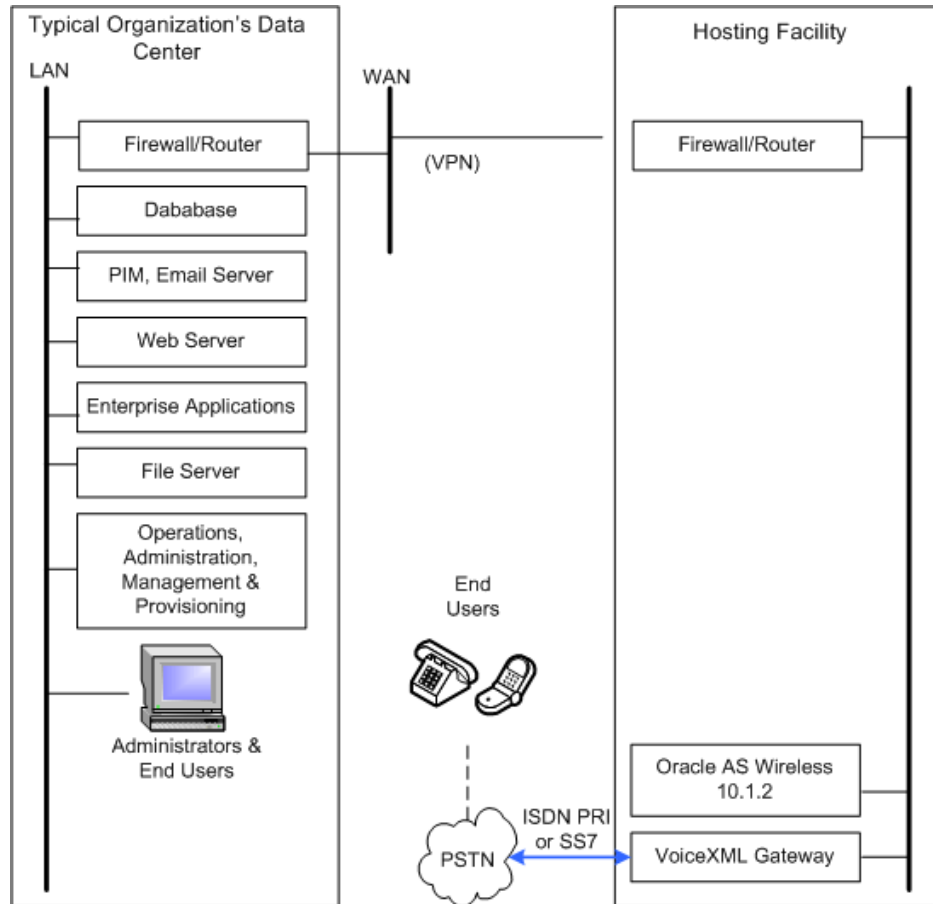 Typical Organization's Data
Center
LAN
Firewall/Router
Dababase
PIM, Email Server
Web Server
Enterprise Applications
File Server
Operations,
Administration,
Management &
Provisioning
Administrators &
End Users
WAN
(VPN)
End
Users
PSTN
ISDN PRI
or SS7
Hosting Facility
Firewall/Router
Oracle AS Wireless
10.1.2
VoiceXML Gateway